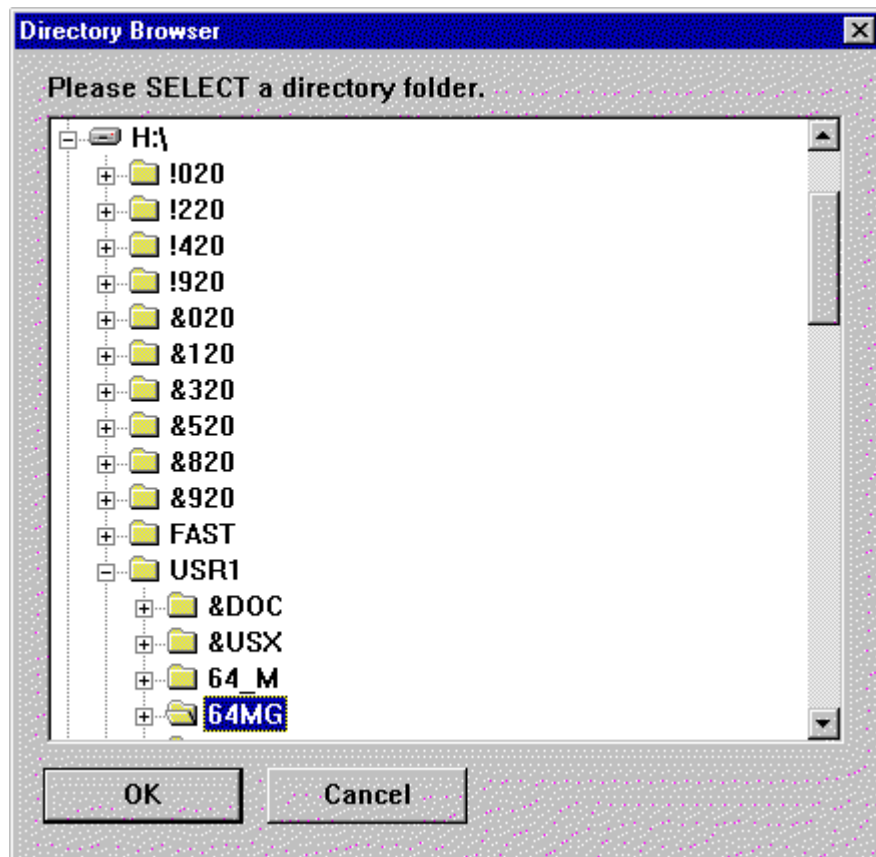 Directory Browser
Please SELECT a directory folder.
H:\
!020
!220
!420
!920
&020
&120
&320
&520
&820
&920
FAST
USR1
&DOC
&USX
64_M
64MG
OK Cancel